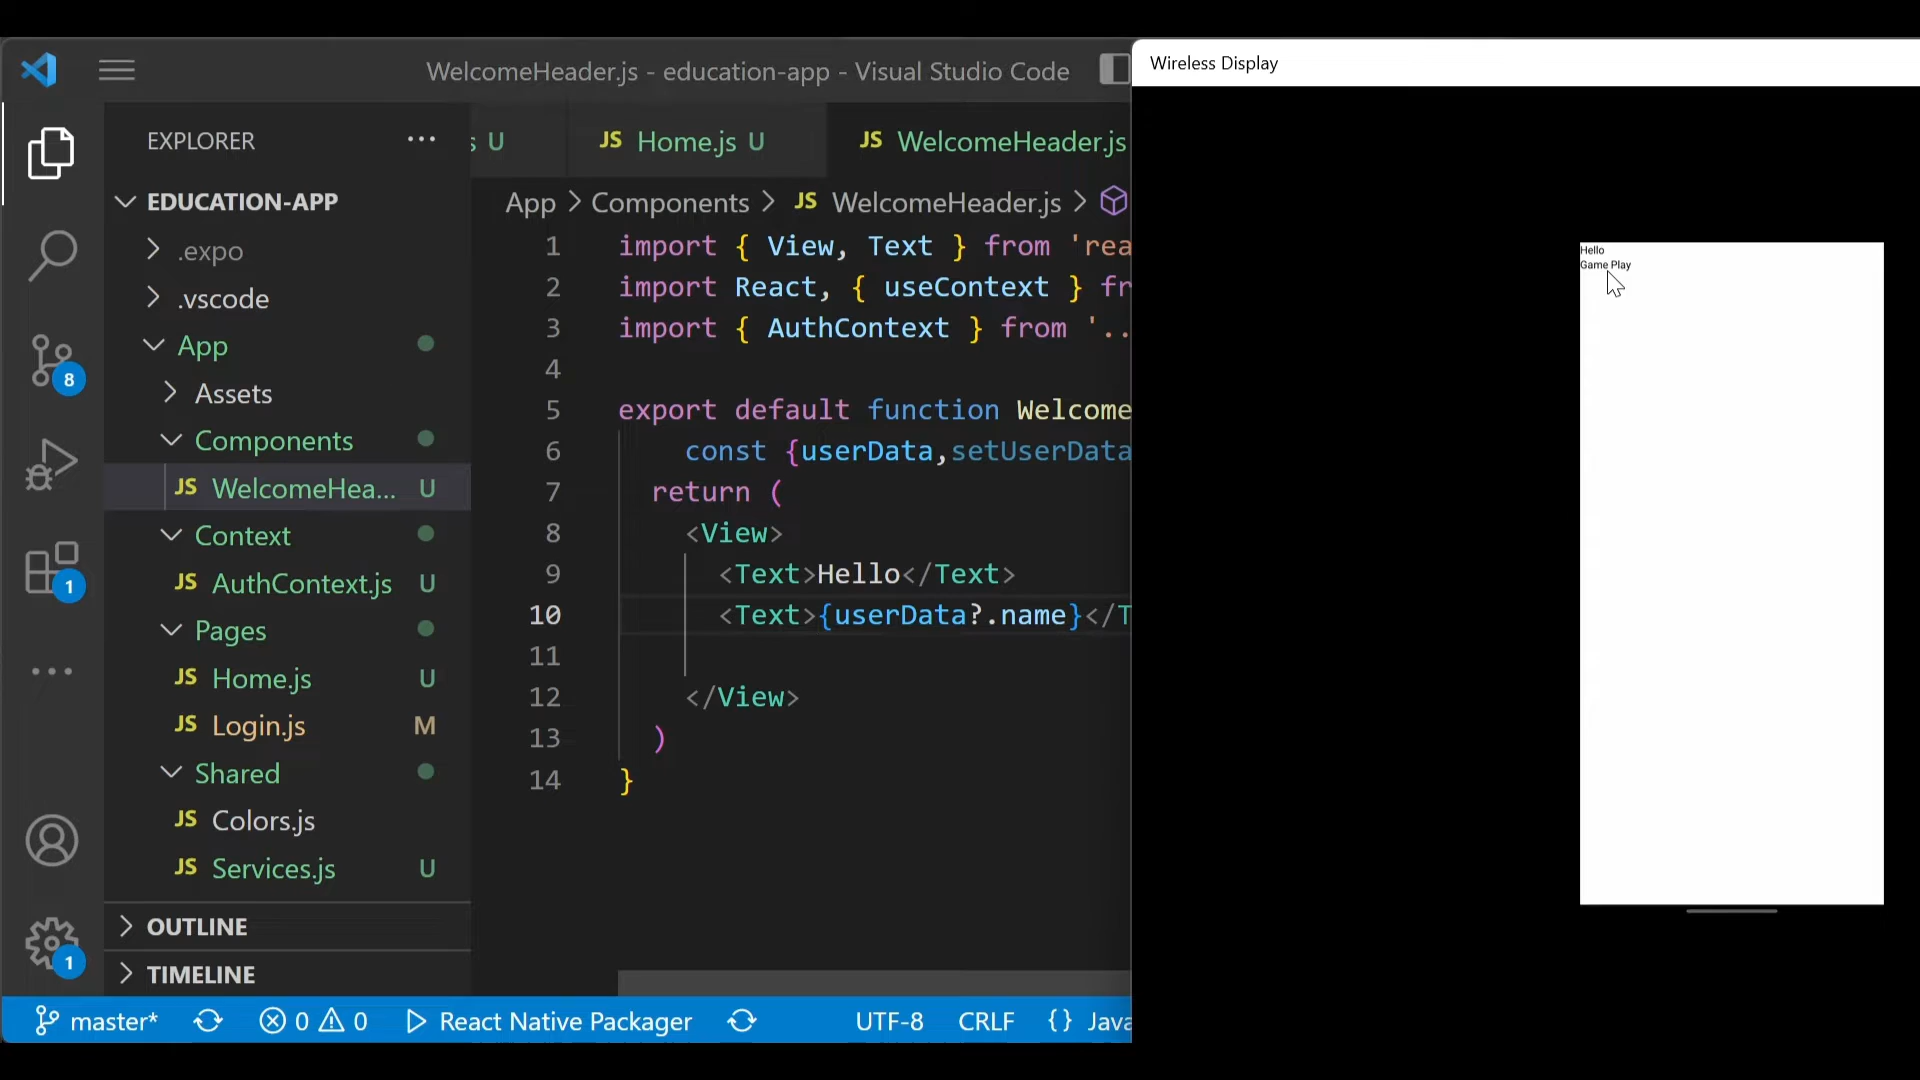 WelcomeHeader.js - education-app - Visual Studio Code
Wireless Display
EXPLORER
EDUCATION-APP
.expo
.vscode
App
Assets
Components
JS WelcomeHea... U
Context
JS AuthContext.js U
Pages
JS Home.js U
JS Login.js M
Shared
JS Colors.js
JS Services.js U
OUTLINE
TIMELINE
8
1
1
s U JS Home.js U JS WelcomeHeader.js
App > Components > JS WelcomeHeader.js >
1 import { View, Text } from 'rea
2 import React, { useContext } fr
3 import { AuthContext } from '..
4
5 export default function Welcome
6 const {userData,setUserData
7 return (
8 <View>
9 <Text>Hello</Text>
10 <Text>{userData?.name}</T
11
12 </View>
13 )
14 }
Hello
Game Play
master* 0 0 React Native Packager UTF-8 CRLF {} Java